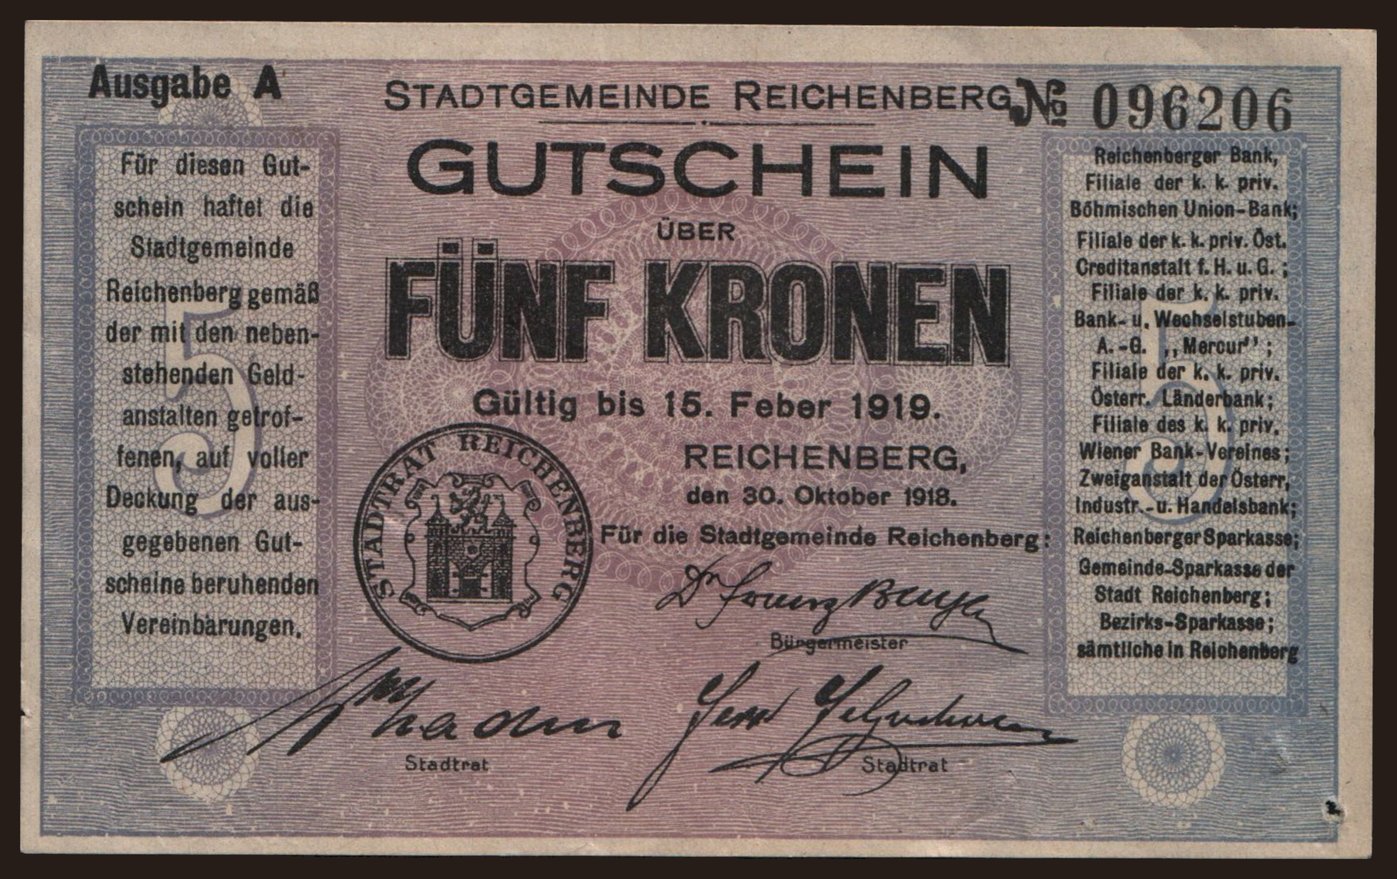 Ausgabe A
STADTGEMEINDE REICHENBERG
№ 096206
GUTSCHEIN
ÜBER
FÜNF KRONEN
Gültig bis 15. Feber 1919.
REICHENBERG,
den 30. Oktober 1918.
Für die Stadtgemeinde Reichenberg:
Bürgermeister
Stadtrat
Stadtrat
STADTRAT REICHENBERG
Für diesen Gut-
schein haftet die
Stadtgemeinde
Reichenberg gemäß
der mit den neben-
stehenden Geld-
anstalten getrof-
fenen, auf voller
Deckung der aus-
gegebenen Gut-
scheine beruhenden
Vereinbarungen.
5
Reichenberger Bank,
Filiale der k. k. priv.
Böhmischen Union-Bank;
Filiale der k. k. priv. Öst.
Creditanstalt f. H. u. G. ;
Filiale der k. k. priv.
Bank- u. Wechselstuben-
A.-G. „Mercur" ;
Filiale der k. k. priv.
Österr. Länderbank;
Filiale des k. k. priv.
Wiener Bank-Vereines;
Zweiganstalt der Österr,
Industr.-u. Handelsbank;
Reichenberger Sparkasse;
Gemeinde-Sparkasse der
Stadt Reichenberg;
Bezirks-Sparkasse;
sämtliche in Reichenberg
5